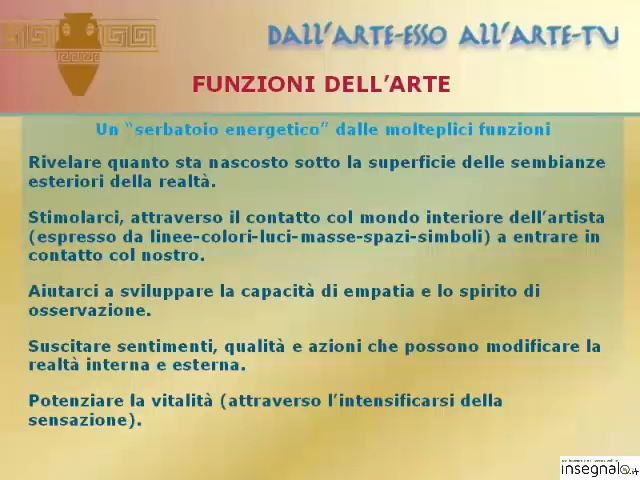 DALL'ARTE-ESSO ALL'ARTE-TU
FUNZIONI DELL'ARTE
Un "serbatoio energetico" dalle molteplici funzioni
Rivelare quanto sta nascosto sotto la superficie delle sembianze
esteriori della realtà.
Stimolarci, attraverso il contatto col mondo interiore dell'artista
(espresso da linee-colori-luci-masse-spazi-simboli) a entrare in
contatto col nostro.
Aiutarci a sviluppare la capacità di empatia e lo spirito di
osservazione.
Suscitare sentimenti, qualità e azioni che possono modificare la
realtà interna e esterna.
Potenziare la vitalità (attraverso l'intensificarsi della
sensazione).
insegnalo